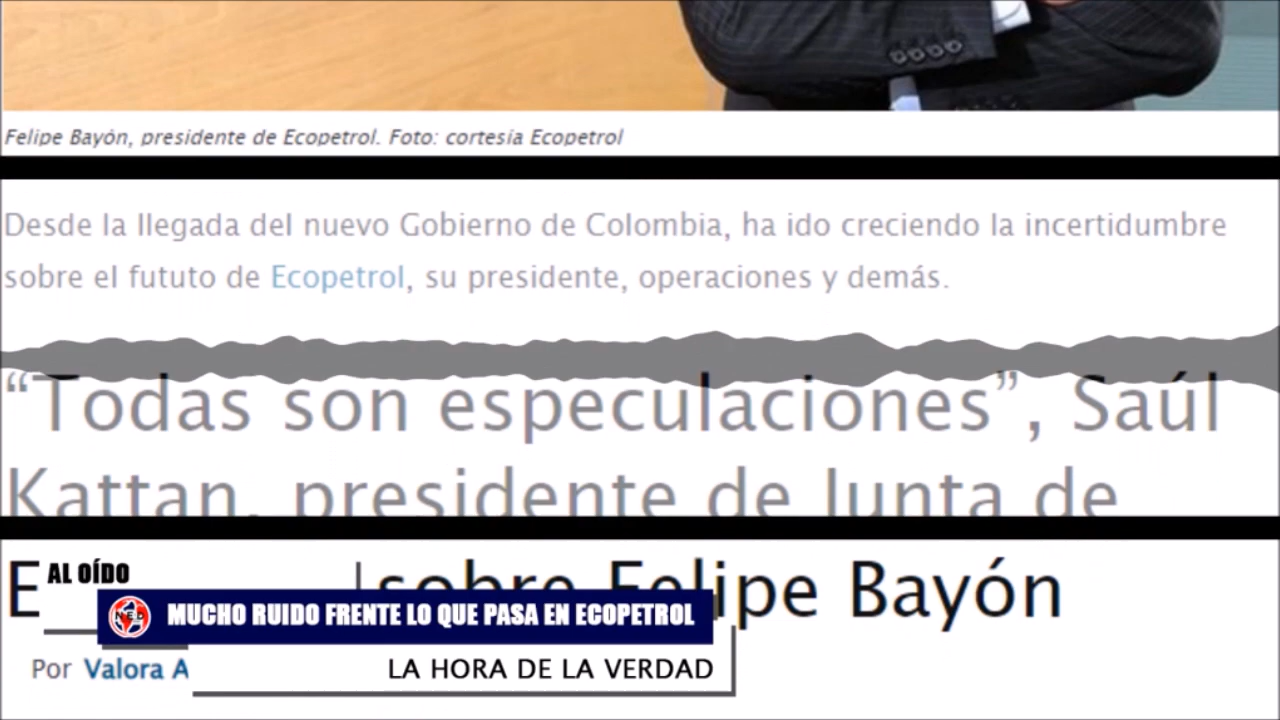 Felipe Bayón, presidente de Ecopetrol. Foto: cortesía Ecopetrol
Desde la llegada del nuevo Gobierno de Colombia, ha ido creciendo la incertidumbre
sobre el fututo de Ecopetrol, su presidente, operaciones y demás.
“Todas son especulaciones”, Saúl
Kattan, presidente de Junta de
E sobre Felipe Bayón
AL OÍDO
MUCHO RUIDO FRENTE LO QUE PASA EN ECOPETROL
Por Valora A
LA HORA DE LA VERDAD